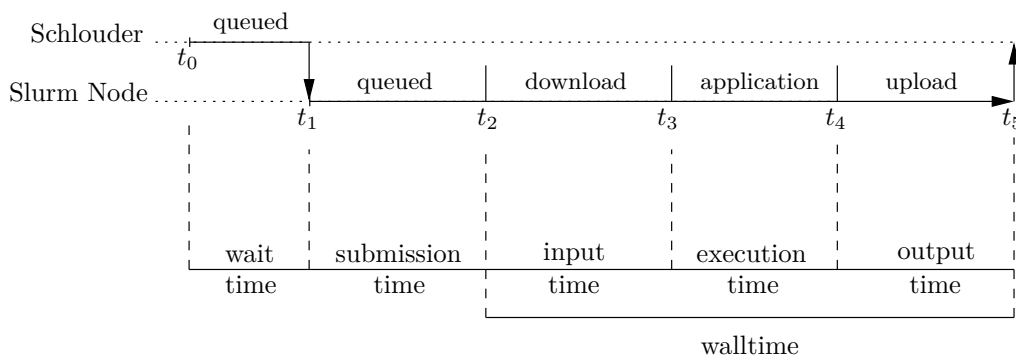 queued
Schlouder
t0
queued download application upload
Slurm Node
t1 t2 t3 t4 t5
wait submission input execution output
time time time time time
walltime